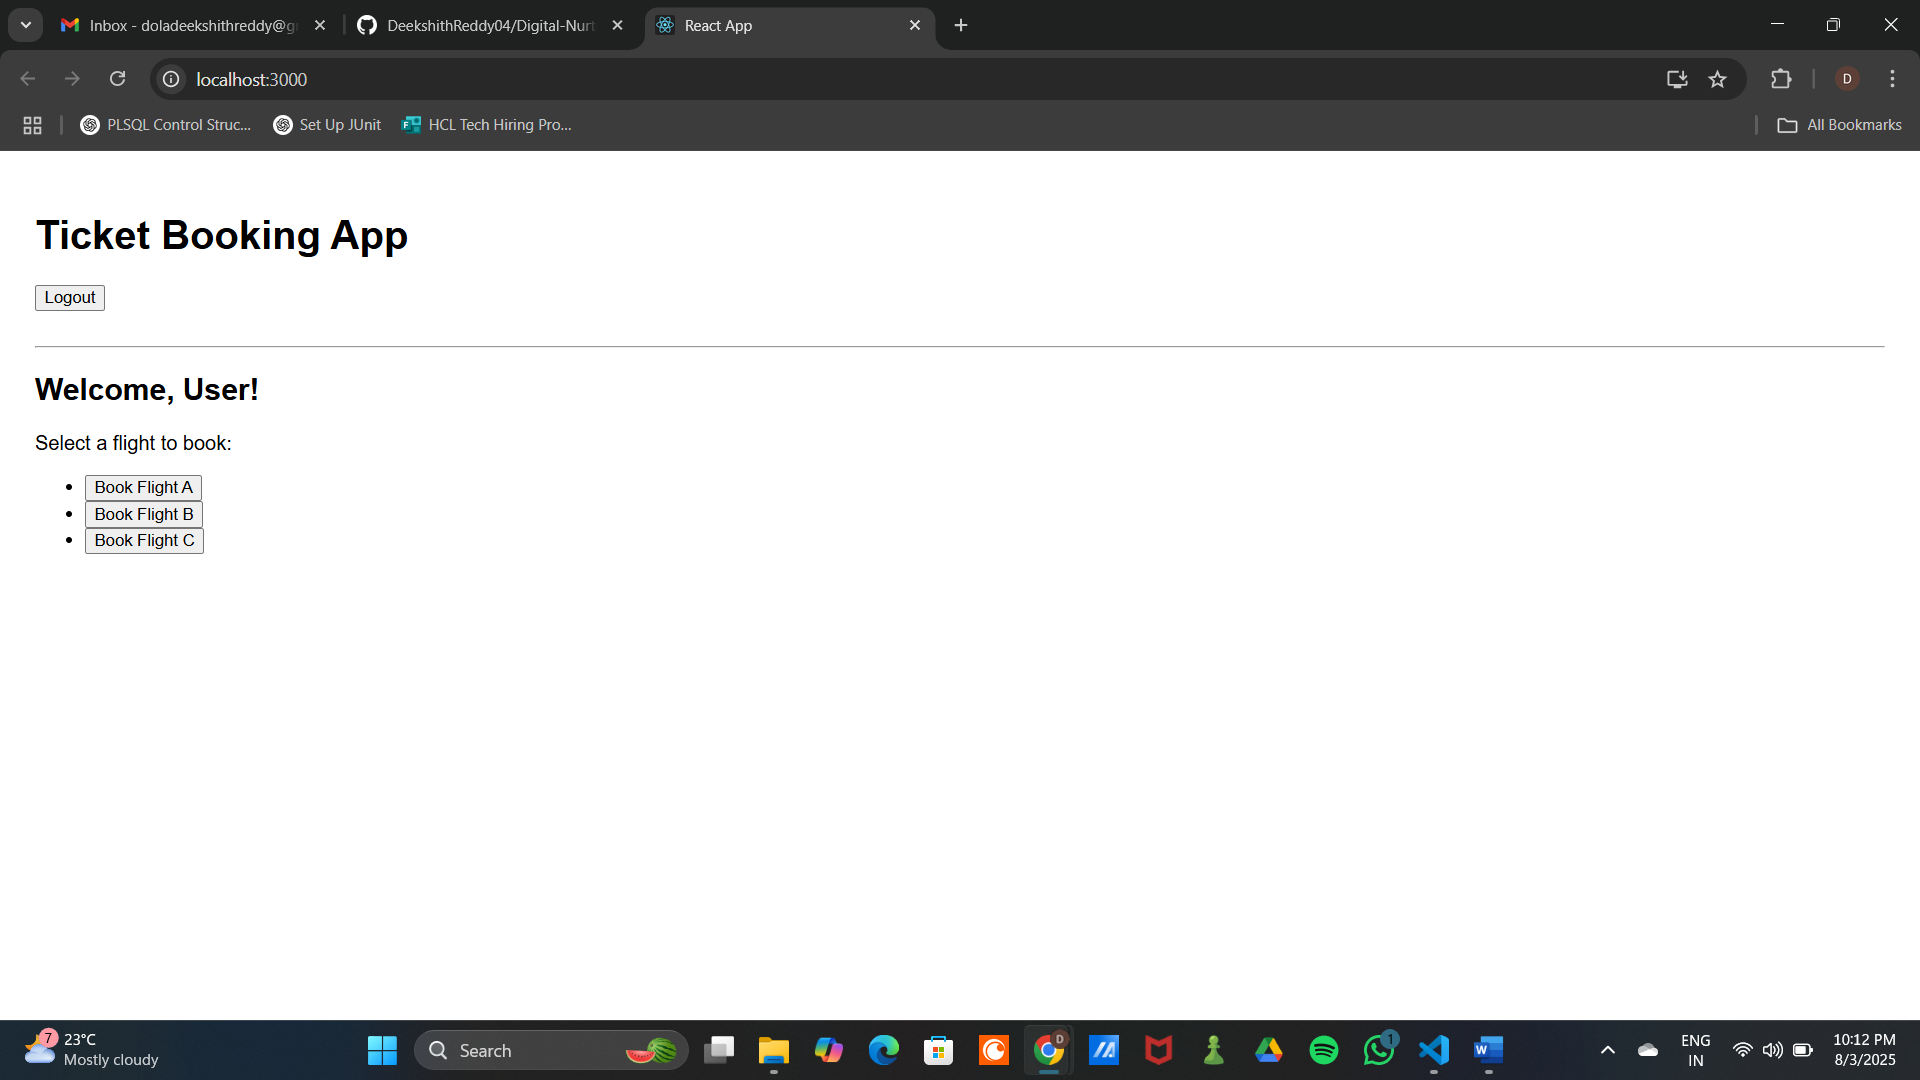 Inbox - doladeekshithreddy@g
DeekshithReddy04/Digital-Nurt
React App
localhost:3000
D
PLSQL Control Struc...
Set Up JUnit
HCL Tech Hiring Pro...
All Bookmarks
Ticket Booking App
Logout
Welcome, User!
Select a flight to book:
Book Flight A
Book Flight B
Book Flight C
7
23°C
Mostly cloudy
Search
D
1
ENG
IN
10:12 PM
8/3/2025